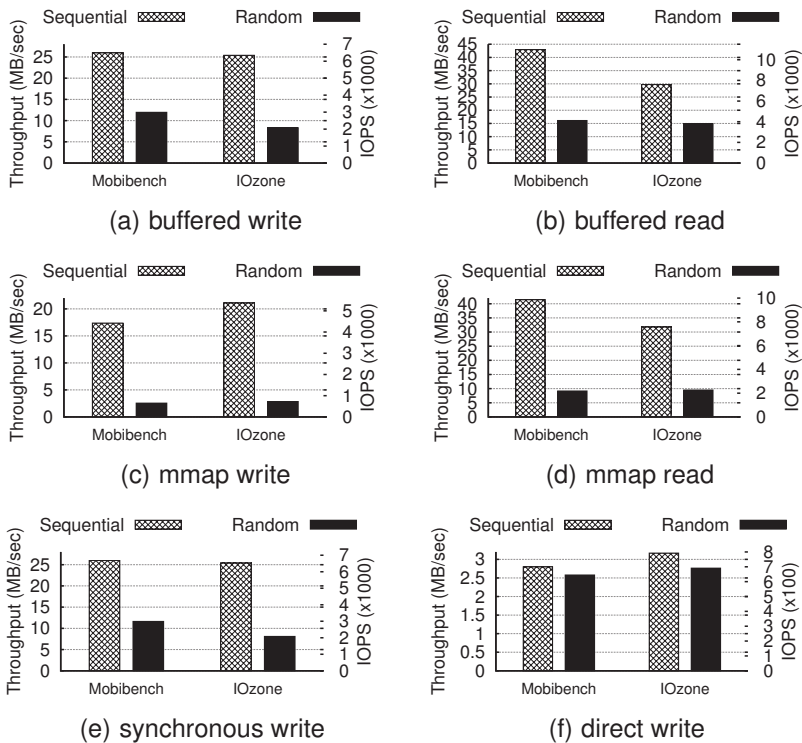 Sequential Random
Throughput (MB/sec)
25
20
15
10
5
0
Mobibench IOzone
7
6
5
4
3
2
1
0
IOPS (x1000)
(a) buffered write
Sequential Random
Throughput (MB/sec)
45
40
35
30
25
20
15
10
5
0
Mobibench IOzone
10
8
6
4
2
0
IOPS (x1000)
(b) buffered read
Sequential Random
Throughput (MB/sec)
20
15
10
5
0
Mobibench IOzone
5
4
3
2
1
0
IOPS (x1000)
(c) mmap write
Sequential Random
Throughput (MB/sec)
40
35
30
25
20
15
10
5
0
Mobibench IOzone
10
8
6
4
2
0
IOPS (x1000)
(d) mmap read
Sequential Random
Throughput (MB/sec)
25
20
15
10
5
0
Mobibench IOzone
7
6
5
4
3
2
1
0
IOPS (x1000)
(e) synchronous write
Sequential Random
Throughput (MB/sec)
3
2.5
2
1.5
1
0.5
0
Mobibench IOzone
8
7
6
5
4
3
2
1
0
IOPS (x100)
(f) direct write